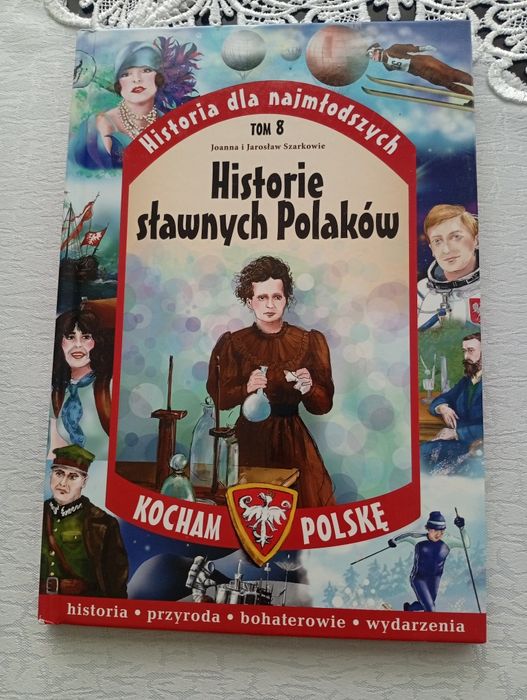 Historia dla najmłodszych
TOM 8
Joanna i Jarosław Szarkowie
Historie
sławnych Polaków
KOCHAM POLSKĘ
historia • przyroda • bohaterowie • wydarzenia